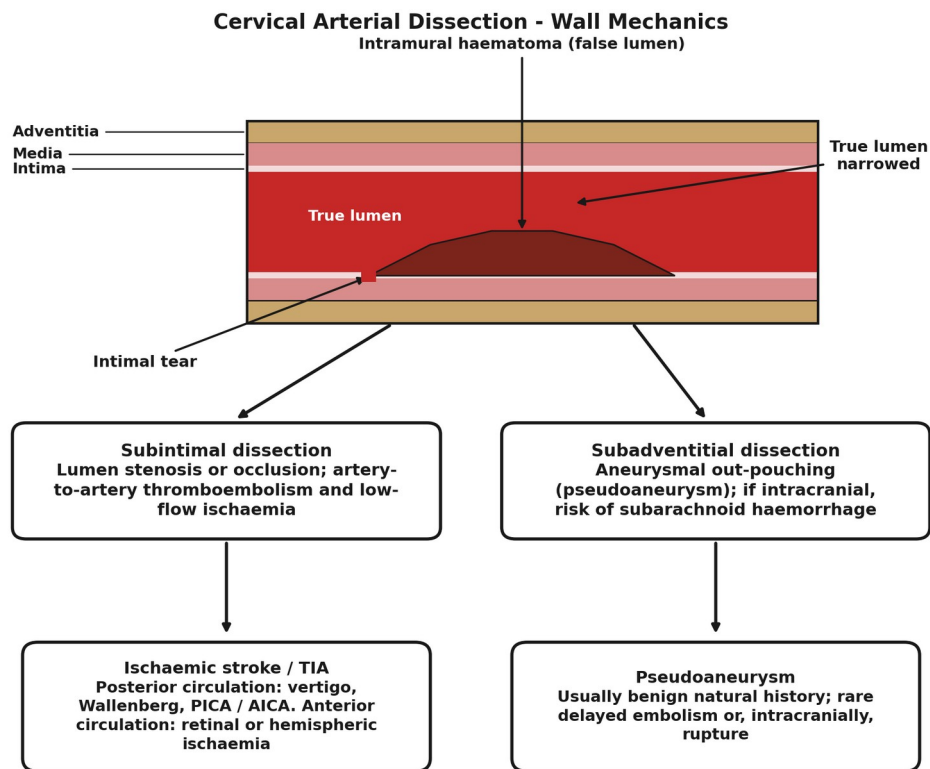 Cervical Arterial Dissection - Wall Mechanics
Intramural haematoma (false lumen)
Adventitia
Media
Intima
True lumen
narrowed
True lumen
Intimal tear
Subintimal dissection
Lumen stenosis or occlusion; artery-
to-artery thromboembolism and low-
flow ischaemia
Subadventitial dissection
Aneurysmal out-pouching
(pseudoaneurysm); if intracranial,
risk of subarachnoid haemorrhage
Ischaemic stroke / TIA
Posterior circulation: vertigo,
Wallenberg, PICA / AICA. Anterior
circulation: retinal or hemispheric
ischaemia
Pseudoaneurysm
Usually benign natural history; rare
delayed embolism or, intracranially,
rupture